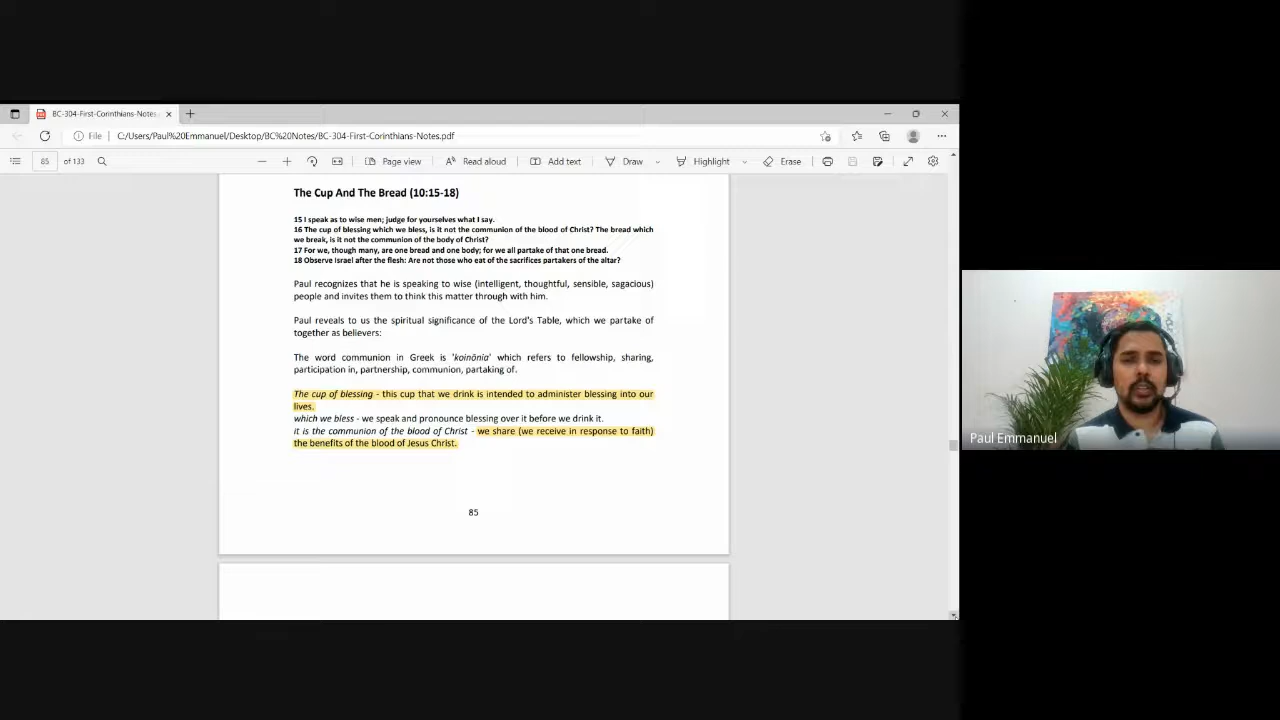 BC-304-First-Corinthians-Notes.
File
C:/Users/Paul%20Emmanuel/Desktop/BC%20Notes/BC-304-First-Corinthians-Notes.pdf
85 of 133
Page view
Read aloud
Add text
Draw
Highlight
Erase
The Cup And The Bread (10:15-18)
15 I speak as to wise men; judge for yourselves what I say.
16 The cup of blessing which we bless, is it not the communion of the blood of Christ? The bread which
we break, is it not the communion of the body of Christ?
17 For we, though many, are one bread and one body; for we all partake of that one bread.
18 Observe Israel after the flesh: Are not those who eat of the sacrifices partakers of the altar?
Paul recognizes that he is speaking to wise (intelligent, thoughtful, sensible, sagacious)
people and invites them to think this matter through with him.
Paul reveals to us the spiritual significance of the Lord's Table, which we partake of
together as believers:
The word communion in Greek is 'koinōnia' which refers to fellowship, sharing,
participation in, partnership, communion, partaking of.
The cup of blessing - this cup that we drink is intended to administer blessing into our
lives.
which we bless - we speak and pronounce blessing over it before we drink it.
it is the communion of the blood of Christ - we share (we receive in response to faith)
the benefits of the blood of Jesus Christ.
85
Paul Emmanuel